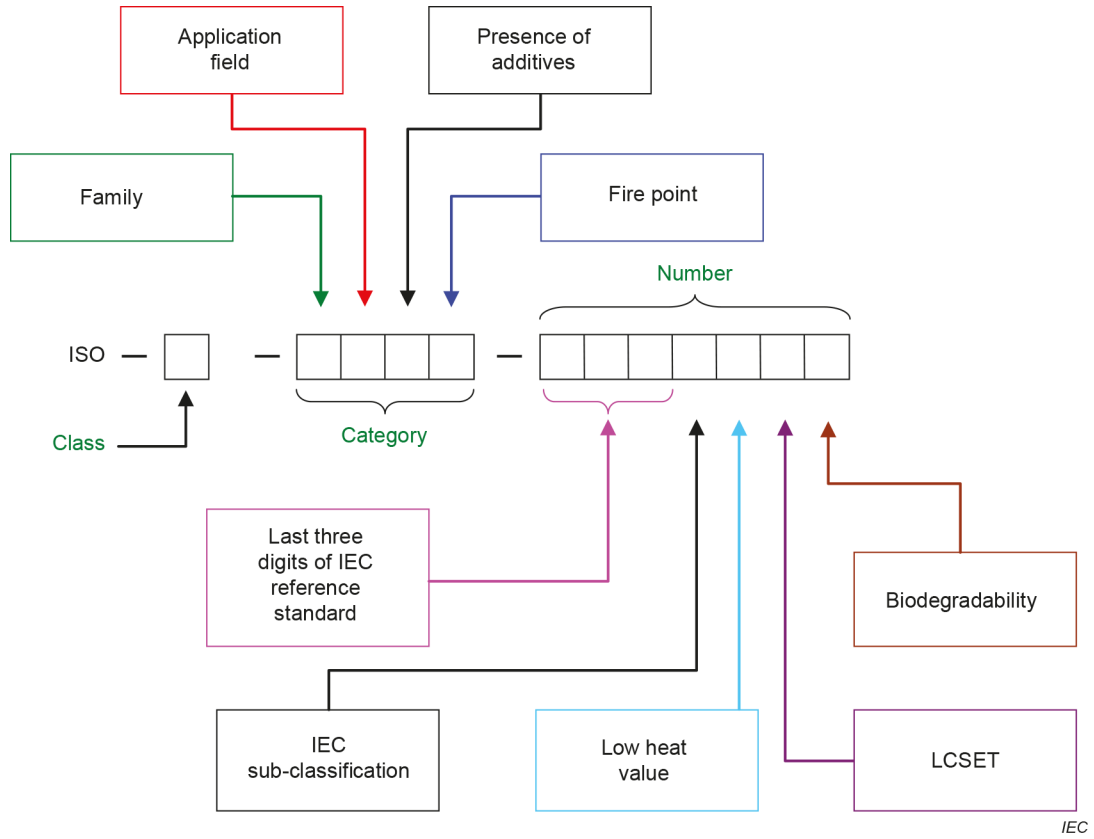 Application
field
Presence of
additives
Family
Fire point
Number
ISO
Category
Class
Last three
digits of IEC
reference
standard
Biodegradability
IEC
sub-classification
Low heat
value
LCSET
IEC